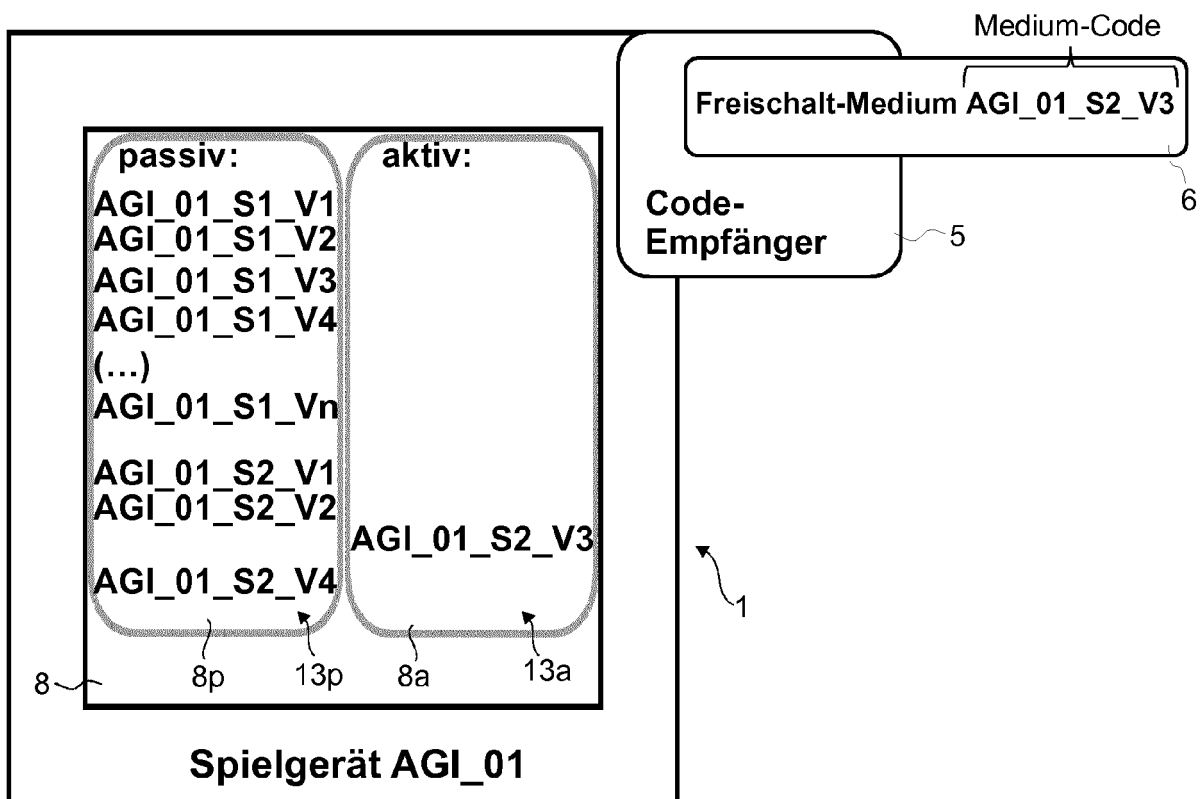 Medium-Code
Freischalt-Medium AGI_01_S2_V3
6
Code-
Empfänger
5
passiv:
AGI_01_S1_V1
AGI_01_S1_V2
AGI_01_S1_V3
AGI_01_S1_V4
(...)
AGI_01_S1_Vn
AGI_01_S2_V1
AGI_01_S2_V2
AGI_01_S2_V4
aktiv:
AGI_01_S2_V3
1
8
8p
13p
8a
13a
Spielgerät AGI_01